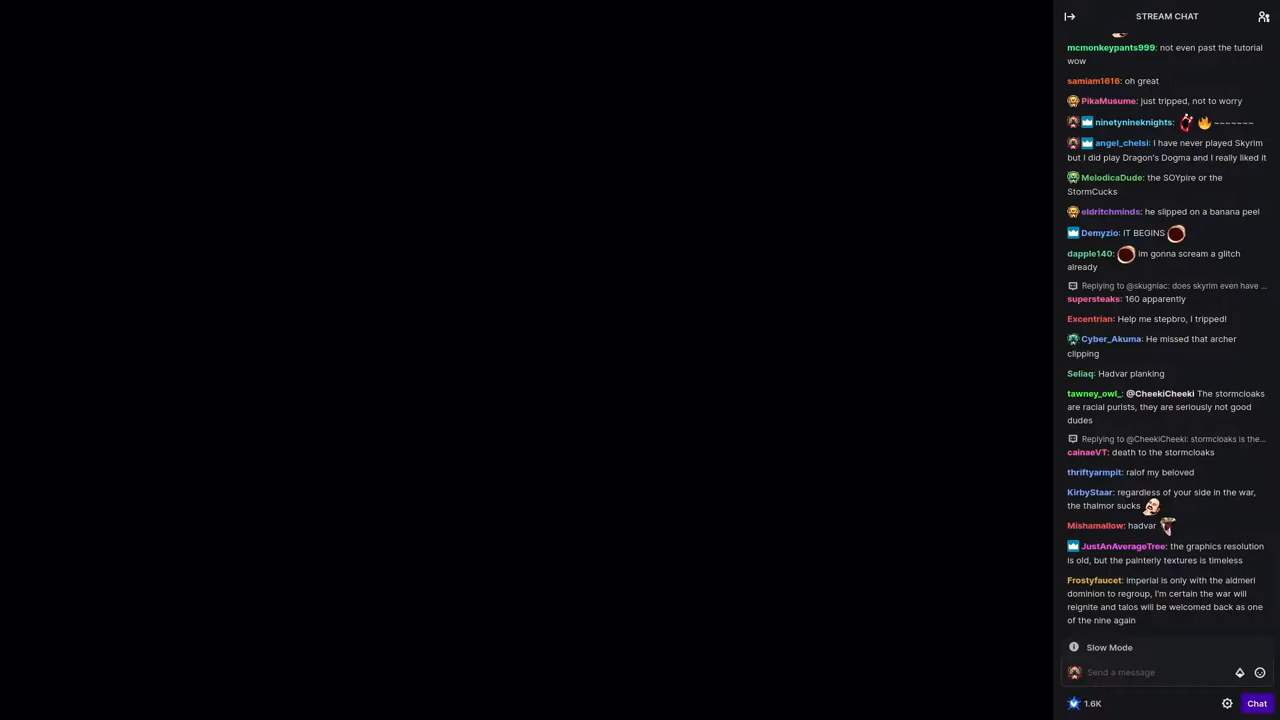 STREAM CHAT
mcmonkeypants999: not even past the tutorial
wow
samiam1616: oh great
PikaMusume: just tripped, not to worry
ninetynineknights: ~~~~~~~
angel_chelsi: I have never played Skyrim
but I did play Dragon's Dogma and I really liked it
MelodicaDude: the SOYpire or the
StormCucks
eldritchminds: he slipped on a banana peel
Demyzio: IT BEGINS
dapple140: Im gonna scream a glitch
already
Replying to @skugniac: does skyrim even have ...
supersteaks: 160 apparently
Excentrian: Help me stepbro, I tripped!
Cyber_Akuma: He missed that archer
clipping
Seliaq: Hadvar planking
tawney_owl_: @CheekiCheeki The stormcloaks
are racial purists, they are seriously not good
dudes
Replying to @CheekiCheeki: stormcloaks is the...
cainaeVT: death to the stormcloaks
thriftyarmpit: ralof my beloved
KirbyStaar: regardless of your side in the war,
the thalmor sucks
Mishamallow: hadvar
JustAnAverageTree: the graphics resolution
is old, but the painterly textures is timeless
Frostyfaucet: imperial is only with the aldmeri
dominion to regroup, I'm certain the war will
reignite and talos will be welcomed back as one
of the nine again
Slow Mode
Send a message
1.6K
Chat